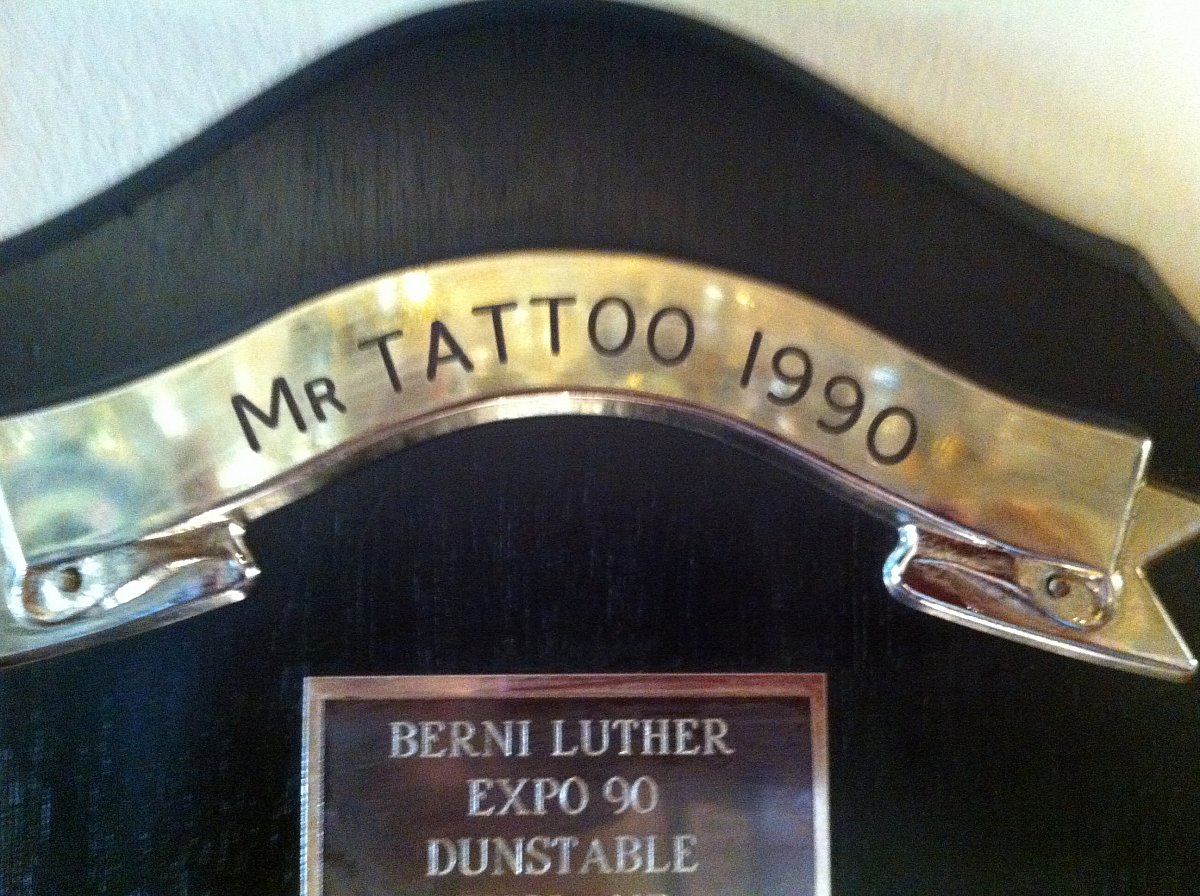 Mr TATTOO 1990
BERNI LUTHER
EXPO 90
DUNSTABLE